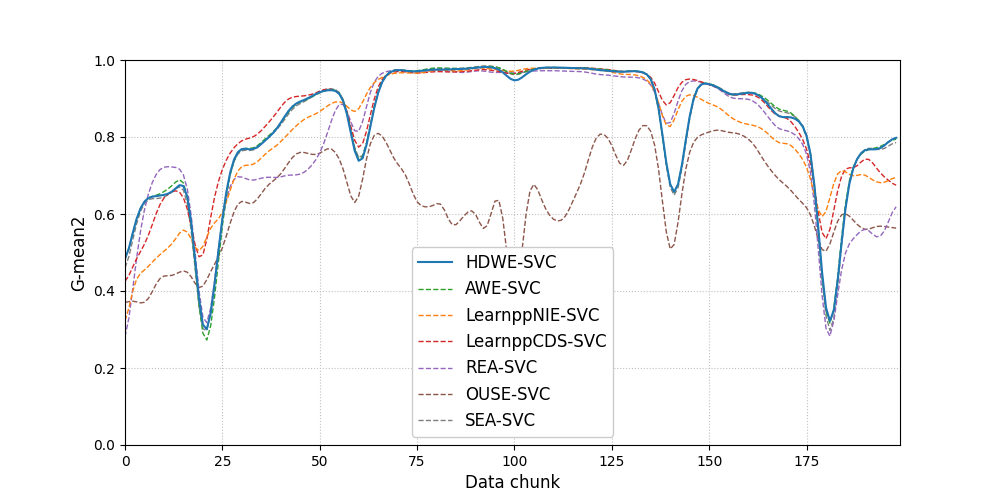 1.0
0.8
0.6
0.4
0.2
0.0
G-mean2
HDWE-SVC
AWE-SVC
LearnppNIE-SVC
LearnppCDS-SVC
REA-SVC
OUSE-SVC
SEA-SVC
0 25 50 75 100 125 150 175
Data chunk